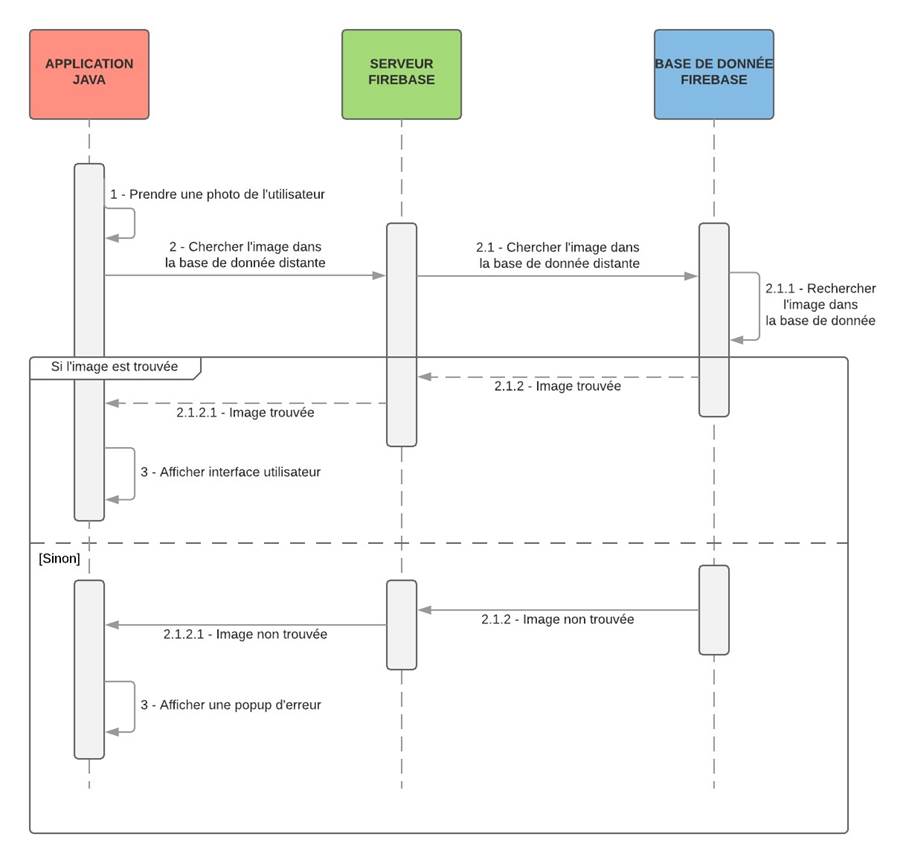 APPLICATION
JAVA
SERVEUR
FIREBASE
BASE DE DONNÉE
FIREBASE
1 - Prendre une photo de l'utilisateur
2 - Chercher l'image dans
la base de donnée distante
2.1 - Chercher l'image dans
la base de donnée distante
2.1.1 - Rechercher
l'image dans
la base de donnée
Si l'image est trouvée
2.1.2 - Image trouvée
2.1.2.1 - Image trouvée
3 - Afficher interface utilisateur
[Sinon]
2.1.2 - Image non trouvée
2.1.2.1 - Image non trouvée
3 - Afficher une popup d'erreur